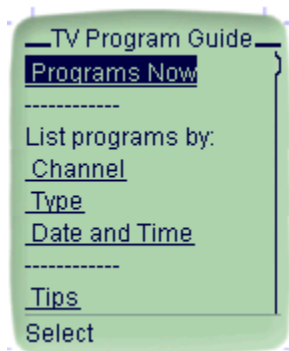 TV Program Guide
Programs Now
------------
List programs by:
Channel
Type
Date and Time
------------
Tips
Select